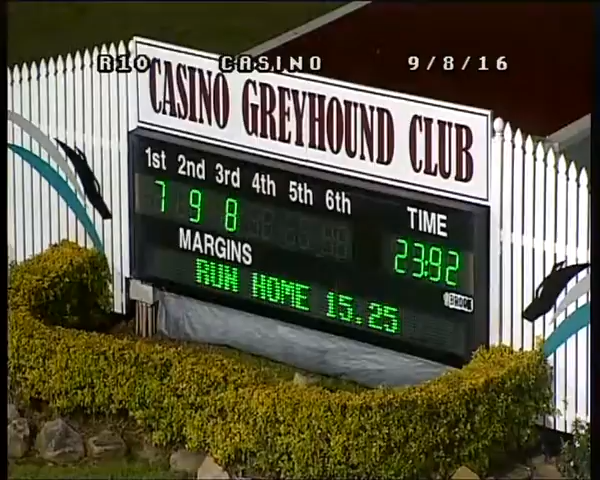 R10 CASINO 9/8/16
CASINO GREYHOUND CLUB
1st 2nd 3rd 4th 5th 6th TIME
7 9 8 23:92
MARGINS
RUN HOME 15.25